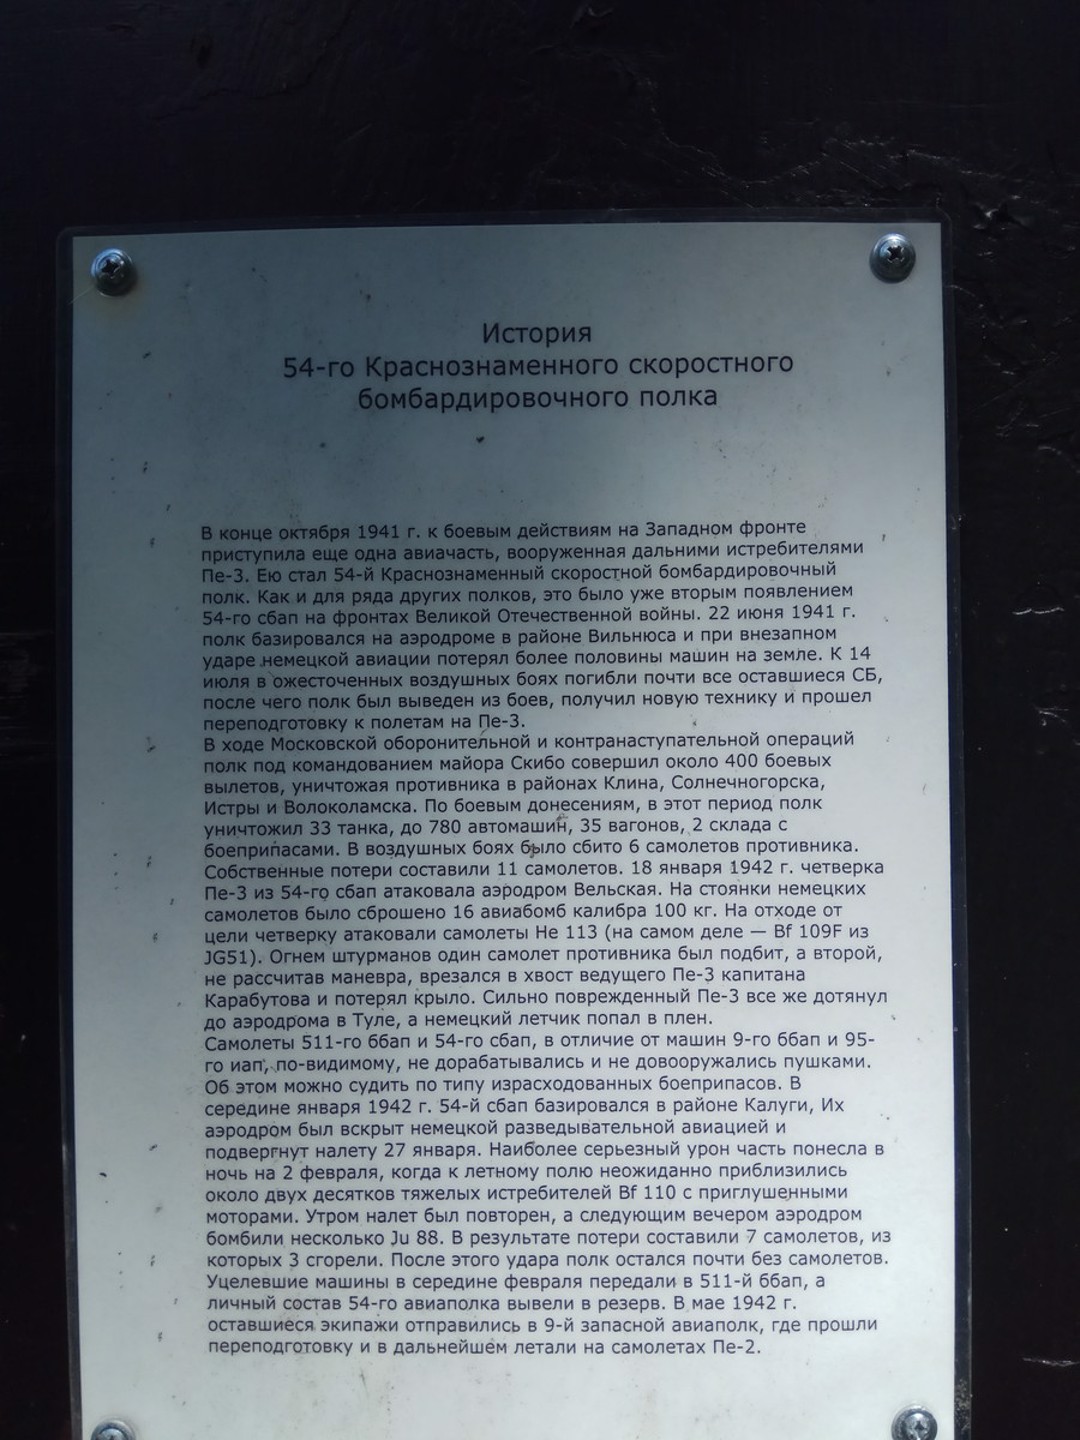 История
54-го Краснознаменного скоростного
бомбардировочного полка
В конце октября 1941 г. к боевым действиям на Западном фронте
приступила еще одна авиачасть, вооруженная дальними истребителями
Пе-3. Ею стал 54-й Краснознаменный скоростной бомбардировочный
полк. Как и для ряда других полков, это было уже вторым появлением
54-го сбап на фронтах Великой Отечественной войны. 22 июня 1941 г.
полк базировался на аэродроме в районе Вильнюса и при внезапном
ударе немецкой авиации потерял более половины машин на земле. К 14
июля в ожесточенных воздушных боях погибли почти все оставшиеся СБ,
после чего полк был выведен из боев, получил новую технику и прошел
переподготовку к полетам на Пе-3.
В ходе Московской оборонительной и контранаступательной операций
полк под командованием майора Скибо совершил около 400 боевых
вылетов, уничтожая противника в районах Клина, Солнечногорска,
Истры и Волоколамска. По боевым донесениям, в этот период полк
уничтожил 33 танка, до 780 автомашин, 35 вагонов, 2 склада с
боеприпасами. В воздушных боях было сбито 6 самолетов противника.
Собственные потери составили 11 самолетов. 18 января 1942 г. четверка
Пе-3 из 54-го сбап атаковала аэродром Вельская. На стоянки немецких
самолетов было сброшено 16 авиабомб калибра 100 кг. На отходе от
цели четверку атаковали самолеты Не 113 (на самом деле — Bf 109F из
JG51). Огнем штурманов один самолет противника был подбит, а второй,
не рассчитав маневра, врезался в хвост ведущего Пе-3 капитана
Карабутова и потерял крыло. Сильно поврежденный Пе-3 все же дотянул
до аэродрома в Туле, а немецкий летчик попал в плен.
Самолеты 511-го ббап и 54-го сбап, в отличие от машин 9-го ббап и 95-
го иап, по-видимому, не дорабатывались и не довооружались пушками.
Об этом можно судить по типу израсходованных боеприпасов. В
середине января 1942 г. 54-й сбап базировался в районе Калуги, Их
аэродром был вскрыт немецкой разведывательной авиацией и
подвергнут налету 27 января. Наиболее серьезный урон часть понесла в
ночь на 2 февраля, когда к летному полю неожиданно приблизились
около двух десятков тяжелых истребителей Bf 110 с приглушенными
моторами. Утром налет был повторен, а следующим вечером аэродром
бомбили несколько Ju 88. В результате потери составили 7 самолетов, из
которых 3 сгорели. После этого удара полк остался почти без самолетов.
Уцелевшие машины в середине февраля передали в 511-й ббап, а
личный состав 54-го авиаполка вывели в резерв. В мае 1942 г.
оставшиеся экипажи отправились в 9-й запасной авиаполк, где прошли
переподготовку и в дальнейшем летали на самолетах Пе-2.